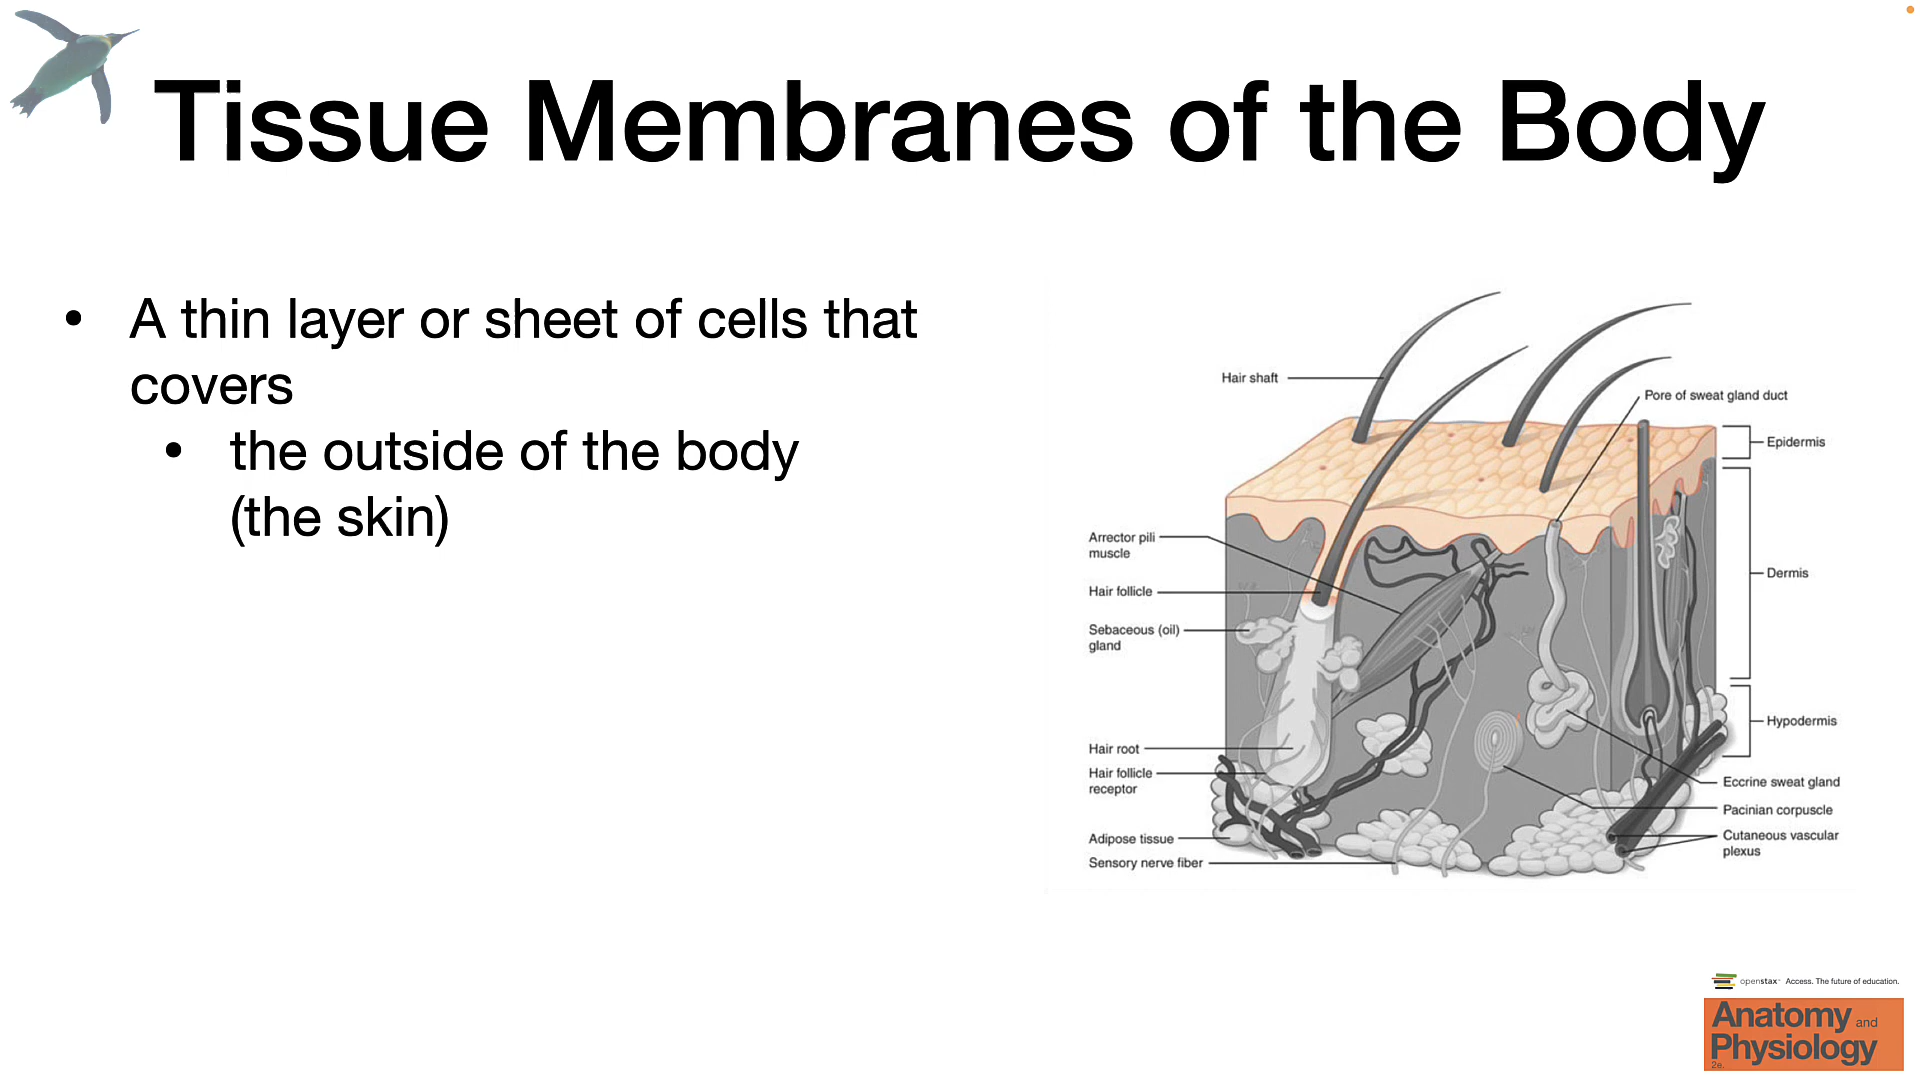 Tissue Membranes of the Body
• A thin layer or sheet of cells that
covers
• the outside of the body
(the skin)
Hair shaft
Pore of sweat gland duct
Epidermis
Arrector pili
muscle
Dermis
Hair follicle
Sebaceous (oil)
gland
Hypodermis
Hair root
Hair follicle
receptor
Eccrine sweat gland
Pacinian corpuscle
Adipose tissue
Cutaneous vascular
plexus
Sensory nerve fiber
openstax™ Access. The future of education.
Anatomy and
Physiology
2e.